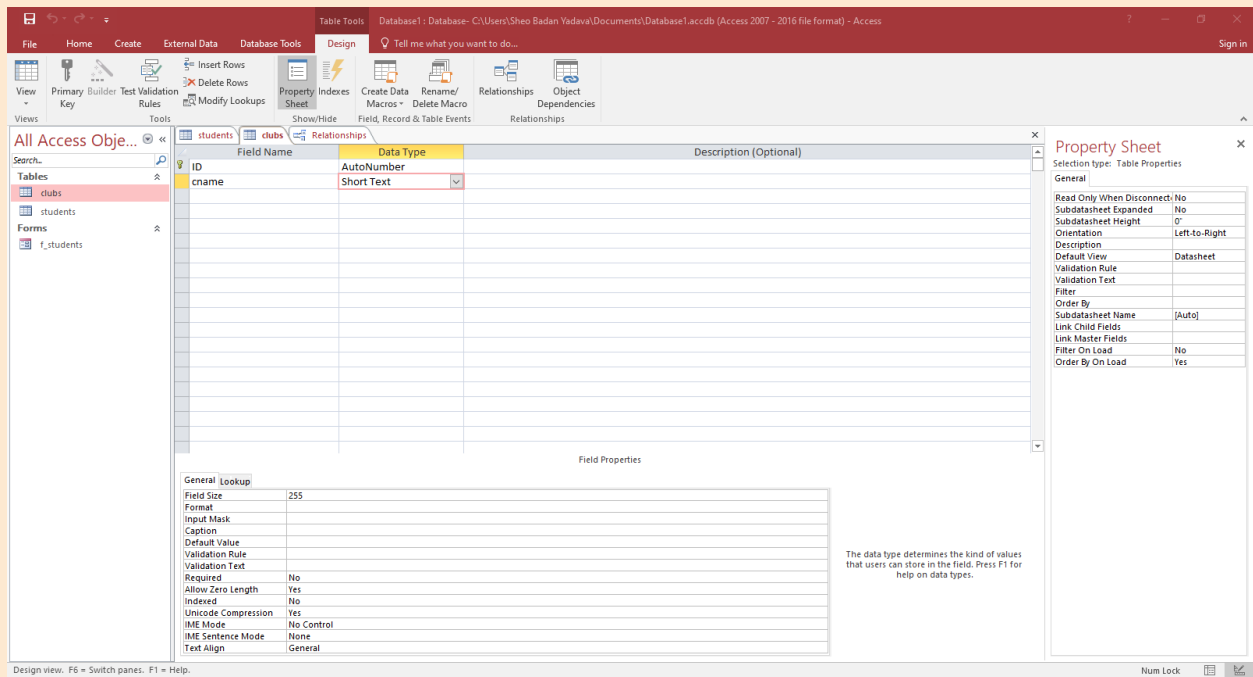 Table Tools
Database1 : Database- C:\Users\Sheo Badan Yadava\Documents\Database1.accdb (Access 2007 - 2016 file format) - Access
File Home Create External Data Database Tools Design Tell me what you want to do... Sign in
View
Primary Key
Builder
Test Validation Rules
Insert Rows
Delete Rows
Modify Lookups
Property Sheet
Indexes
Create Data Macros
Rename/ Delete Macro
Relationships
Object Dependencies
Views Tools Show/Hide Field, Record & Table Events Relationships
All Access Obje...
Search...
Tables
clubs
students
Forms
f_students
students clubs Relationships
Field Name Data Type Description (Optional)
ID AutoNumber
cname Short Text
Field Properties
General Lookup
Field Size 255
Format
Input Mask
Caption
Default Value
Validation Rule
Validation Text
Required No
Allow Zero Length Yes
Indexed No
Unicode Compression Yes
IME Mode No Control
IME Sentence Mode None
Text Align General
The data type determines the kind of values
that users can store in the field. Press F1 for
help on data types.
Property Sheet
Selection type: Table Properties
General
Read Only When Disconnect No
Subdatasheet Expanded No
Subdatasheet Height 0"
Orientation Left-to-Right
Description
Default View Datasheet
Validation Rule
Validation Text
Filter
Order By
Subdatasheet Name [Auto]
Link Child Fields
Link Master Fields
Filter On Load No
Order By On Load Yes
Design view. F6 = Switch panes. F1 = Help.
Num Lock